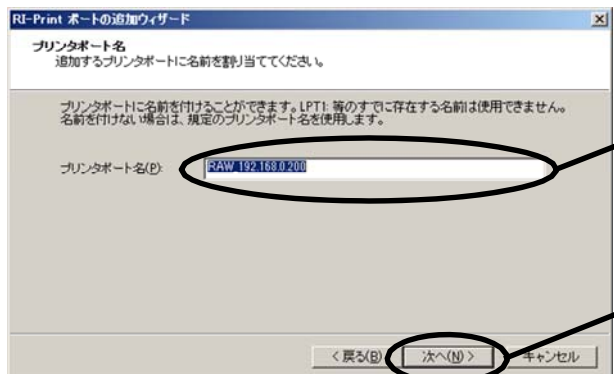 RI-Print ポートの追加ウィザード
プリンタポート名
追加するプリンタポートに名前を割り当ててください。
プリンタポートに名前を付けることができます。LPT1: 等のすでに存在する名前は使用できません。
名前を付けない場合は、規定のプリンタポート名を使用します。
プリンタポート名(P): RAW_192.168.0.200
< 戻る(B) 次へ(N) > キャンセル